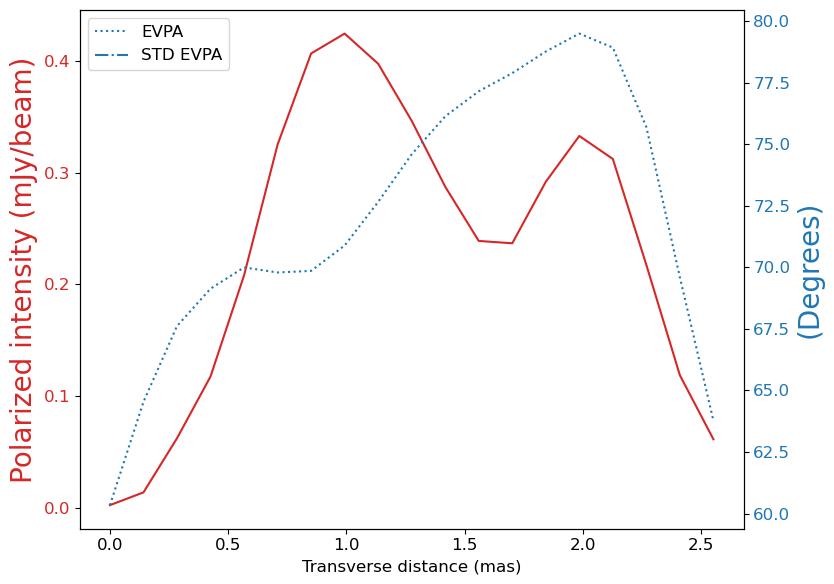 EVPA
STD EVPA
Polarized intensity (mJy/beam)
0.4
0.3
0.2
0.1
0.0
80.0
77.5
75.0
72.5
70.0
67.5
65.0
62.5
60.0
(Degrees)
0.0 0.5 1.0 1.5 2.0 2.5
Transverse distance (mas)